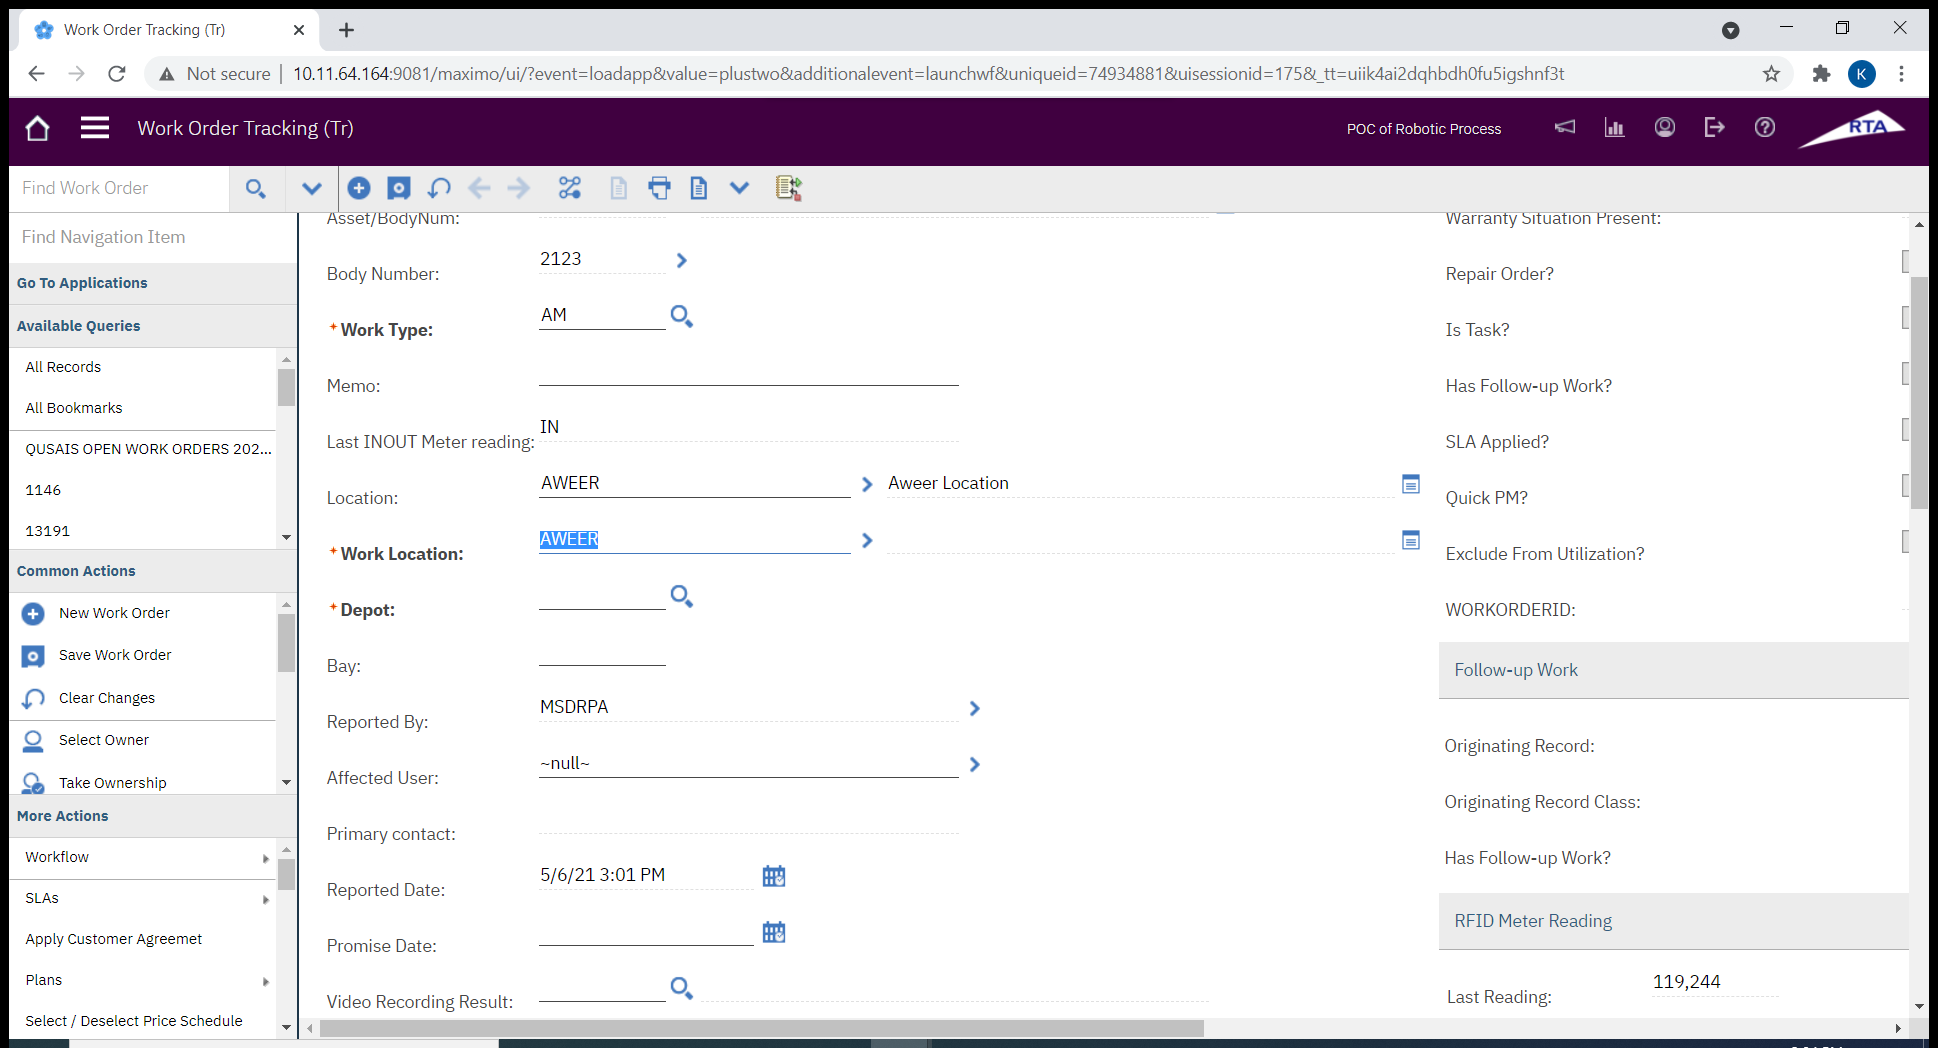 Work Order Tracking (Tr)
Not secure
10.11.64.164:9081/maximo/ui/?event=loadapp&value=plustwo&additionalevent=launchwf&uniqueid=74934881&uisessionid=175&_tt=uiik4ai2dqhbdh0fu5igshnf3t
K
Work Order Tracking (Tr)
POC of Robotic Process
RTA
Find Work Order
Find Navigation Item
Go To Applications
Available Queries
All Records
All Bookmarks
QUSAIS OPEN WORK ORDERS 202...
1146
13191
Common Actions
New Work Order
Save Work Order
Clear Changes
Select Owner
Take Ownership
More Actions
Workflow
SLAs
Apply Customer Agreemet
Plans
Select / Deselect Price Schedule
Asset/BodyNum:
Body Number: 2123
*Work Type: AM
Memo:
Last INOUT Meter reading: IN
Location: AWEER Aweer Location
*Work Location: AWEER
*Depot:
Bay:
Reported By: MSDRPA
Affected User: ~null~
Primary contact:
Reported Date: 5/6/21 3:01 PM
Promise Date:
Video Recording Result:
Warranty Situation Present:
Repair Order?
Is Task?
Has Follow-up Work?
SLA Applied?
Quick PM?
Exclude From Utilization?
WORKORDERID:
Follow-up Work
Originating Record:
Originating Record Class:
Has Follow-up Work?
RFID Meter Reading
Last Reading: 119,244